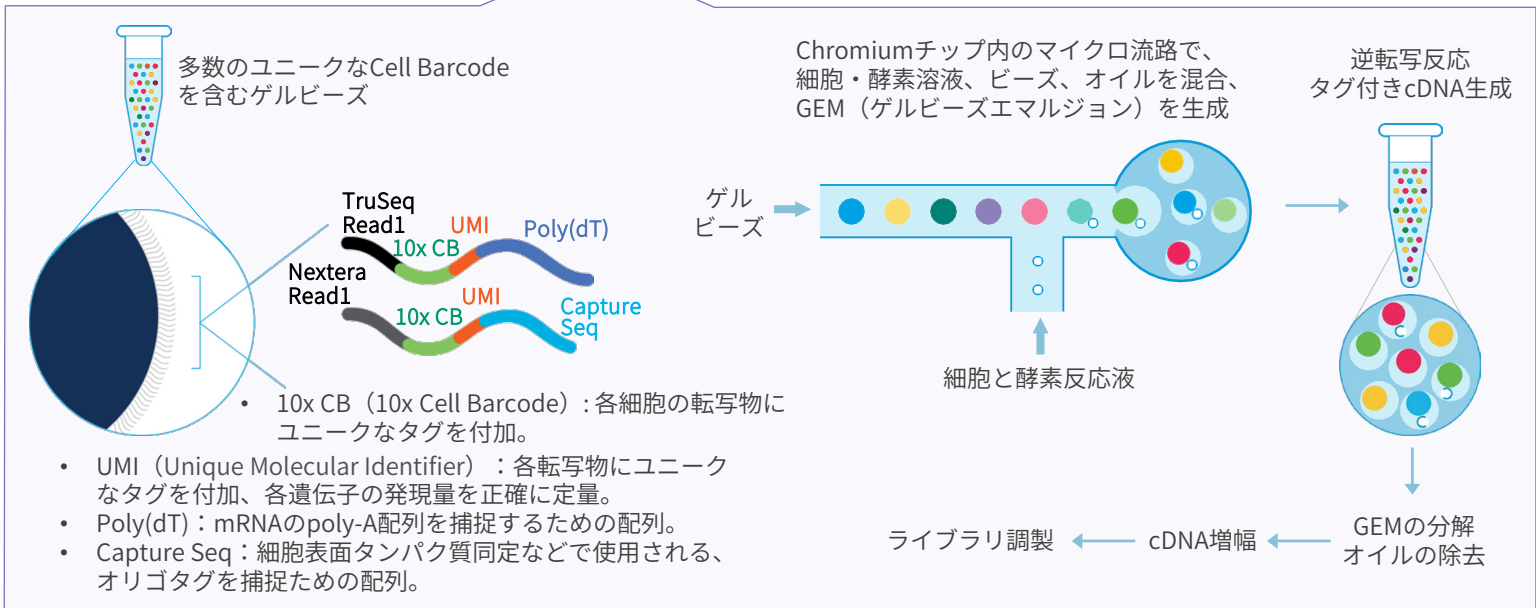 多数のユニークなCell Barcode
を含むゲルビーズ
TruSeq
Read1
10x CB
UMI
Poly(dT)
Nextera
Read1
10x CB
UMI
Capture
Seq
• 10x CB（10x Cell Barcode）: 各細胞の転写物に
ユニークなタグを付加。
• UMI（Unique Molecular Identifier）：各転写物にユニーク
なタグを付加、各遺伝子の発現量を正確に定量。
• Poly(dT)：mRNAのpoly-A配列を捕捉するための配列。
• Capture Seq：細胞表面タンパク質同定などで使用される、
オリゴタグを捕捉ための配列。
Chromiumチップ内のマイクロ流路で、
細胞・酵素溶液、ビーズ、オイルを混合、
GEM（ゲルビーズエマルジョン）を生成
ゲル
ビーズ
細胞と酵素反応液
逆転写反応
タグ付きcDNA生成
GEMの分解
オイルの除去
cDNA増幅
ライブラリ調製